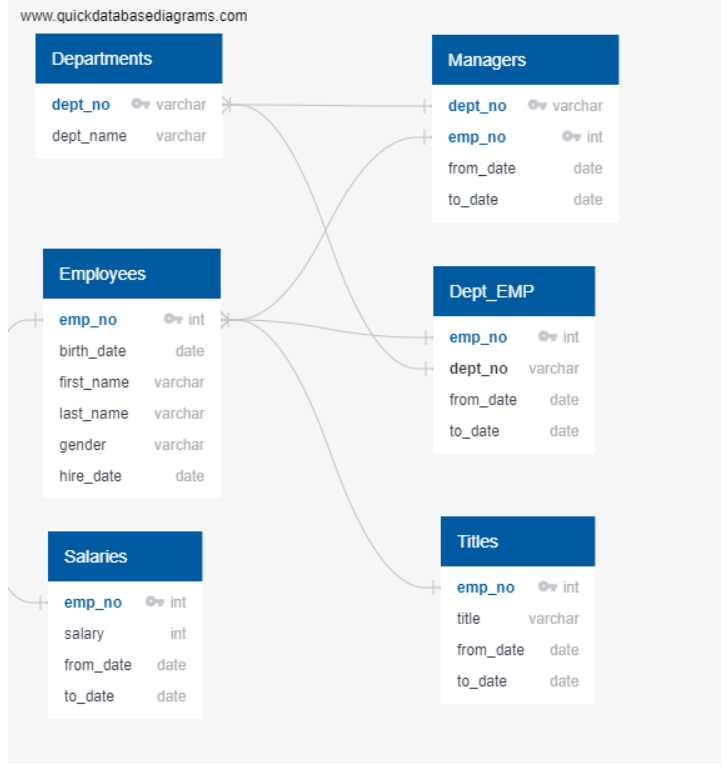 www.quickdatabasediagrams.com
Departments
dept_no varchar
dept_name varchar
Managers
dept_no varchar
emp_no int
from_date date
to_date date
Employees
emp_no int
birth_date date
first_name varchar
last_name varchar
gender varchar
hire_date date
Dept_EMP
emp_no int
dept_no varchar
from_date date
to_date date
Salaries
emp_no int
salary int
from_date date
to_date date
Titles
emp_no int
title varchar
from_date date
to_date date